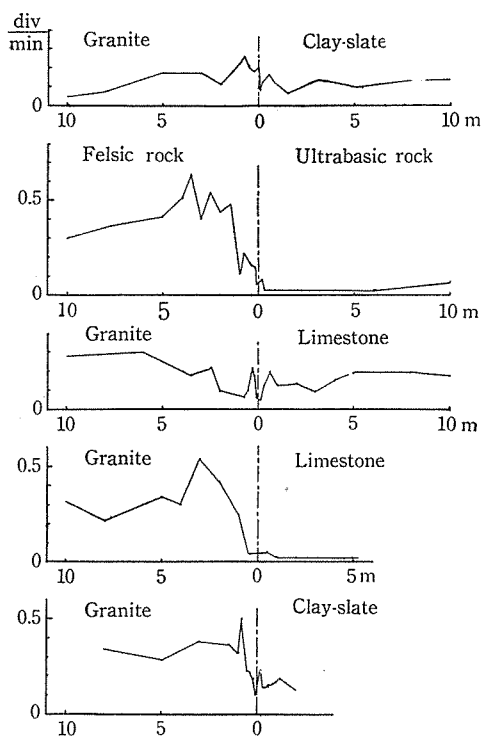 div
min
Granite Clay-slate
0
10 5 0 5 10 m
Felsic rock Ultrabasic rock
0.5
0
10 5 0 5 10 m
Granite Limestone
0
10 5 0 5 10 m
Granite Limestone
0.5
0
10 5 0 5 m
Granite Clay-slate
0.5
0
10 5 0